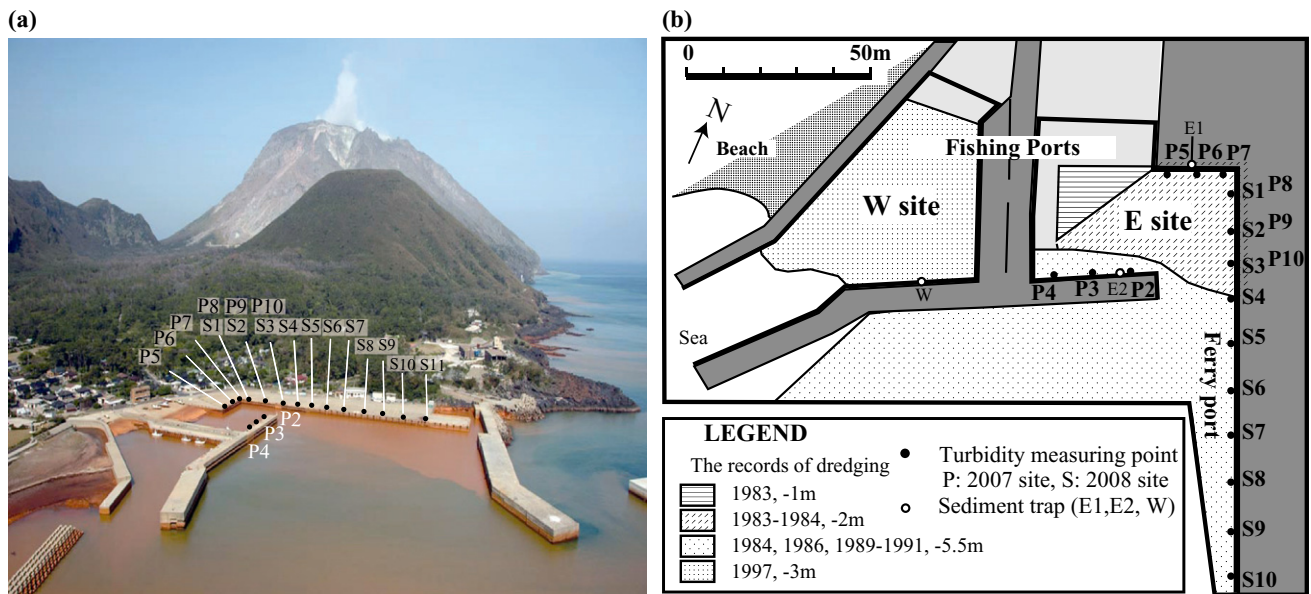 (a)
P8 P9 P10
P7 S1 S2 S3 S4 S5 S6 S7
P6 S8 S9
P5 S10 S11
P2
P3
P4
(b)
0 50m
N
Beach
Fishing Ports
E1
P5 P6 P7
S1 P8
W site
E site
S2 P9
S3 P10
W
P4 P3 E2 P2
S4
Sea
S5
Ferry port
S6
S7
S8
S9
S10
LEGEND
The records of dredging
1983, -1m
1983-1984, -2m
1984, 1986, 1989-1991, -5.5m
1997, -3m
Turbidity measuring point
P: 2007 site, S: 2008 site
Sediment trap (E1,E2, W)